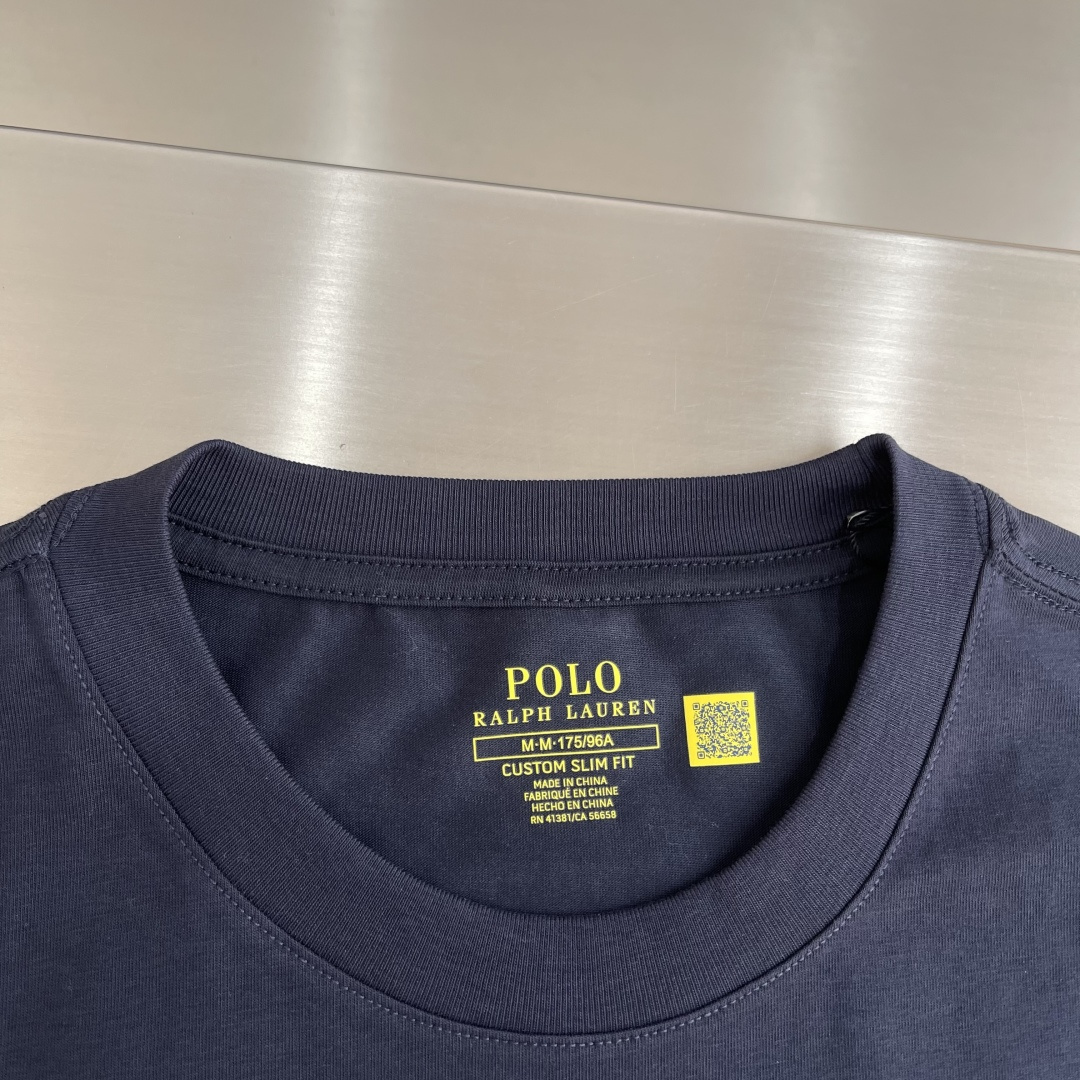 POLO
RALPH LAUREN
M·M·175/96A
CUSTOM SLIM FIT
MADE IN CHINA
FABRIQUÉ EN CHINE
HECHO EN CHINA
RN 41381/CA 56658